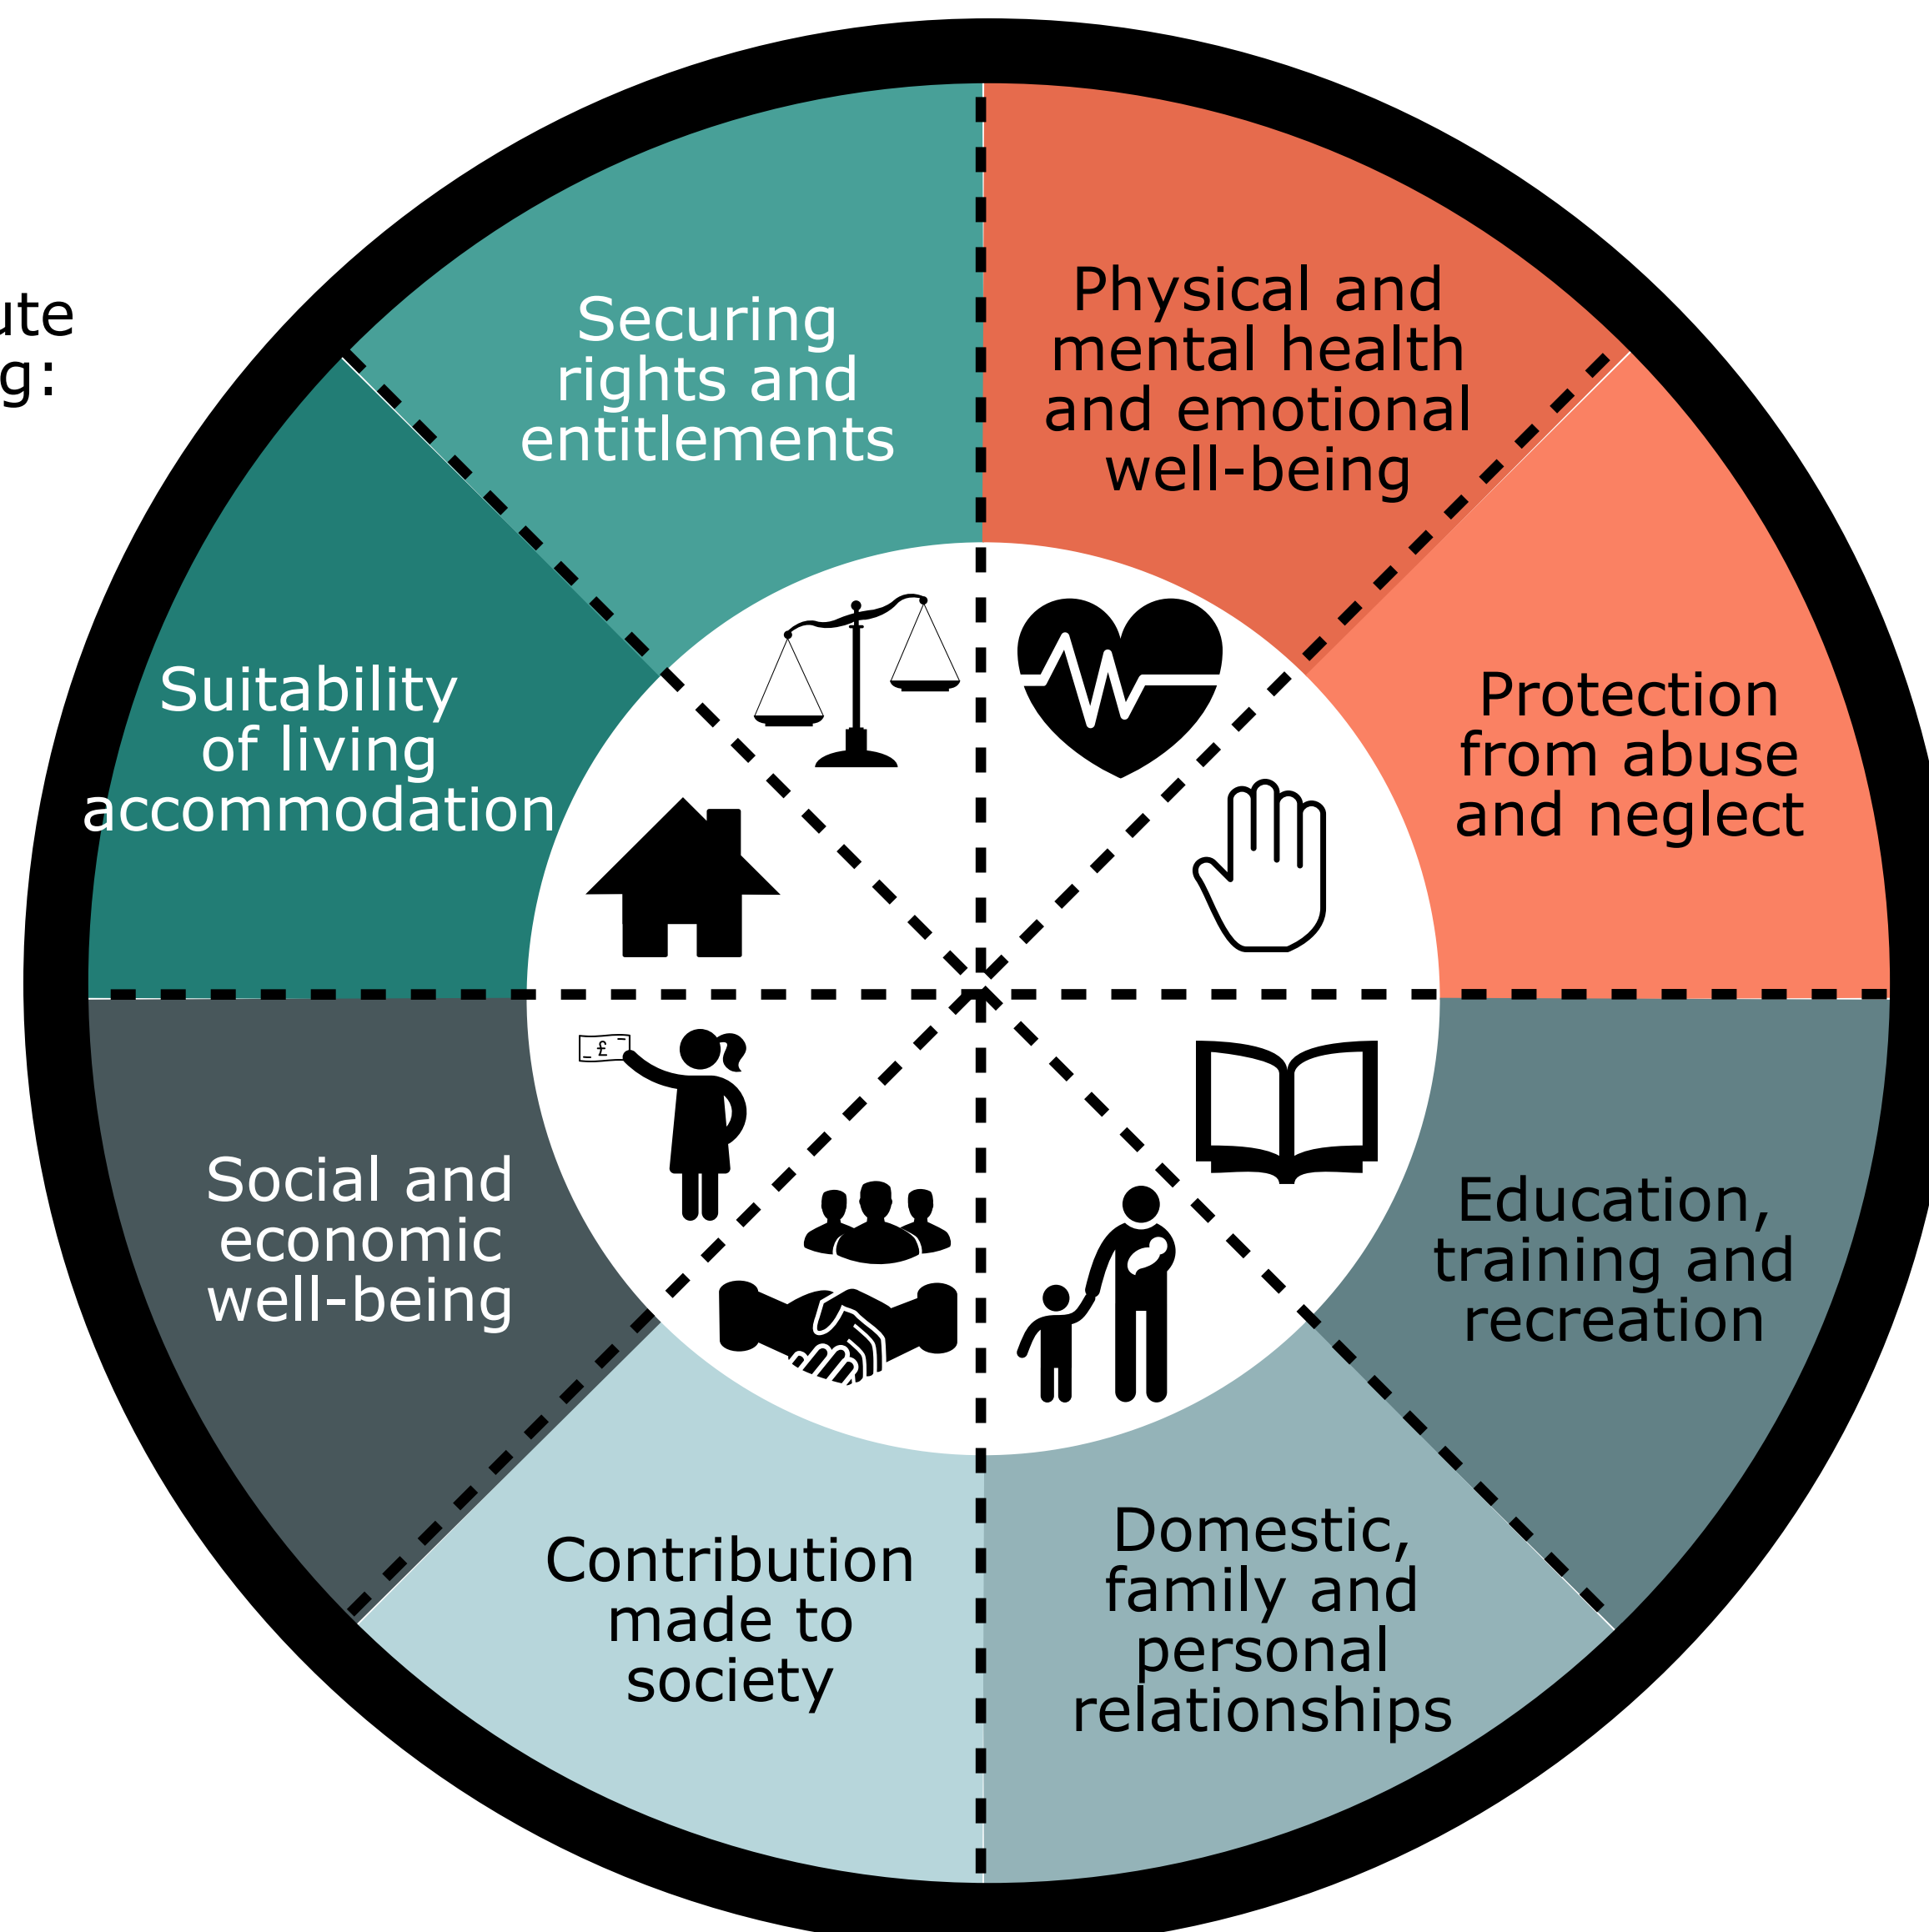 Securing
rights and
entitlements
Physical and
mental health
and emotional
well-being
Protection
from abuse
and neglect
Education,
training and
recreation
Domestic,
family and
personal
relationships
Contribution
made to
society
Social and
economic
well-being
Suitability
of living
accommodation
£